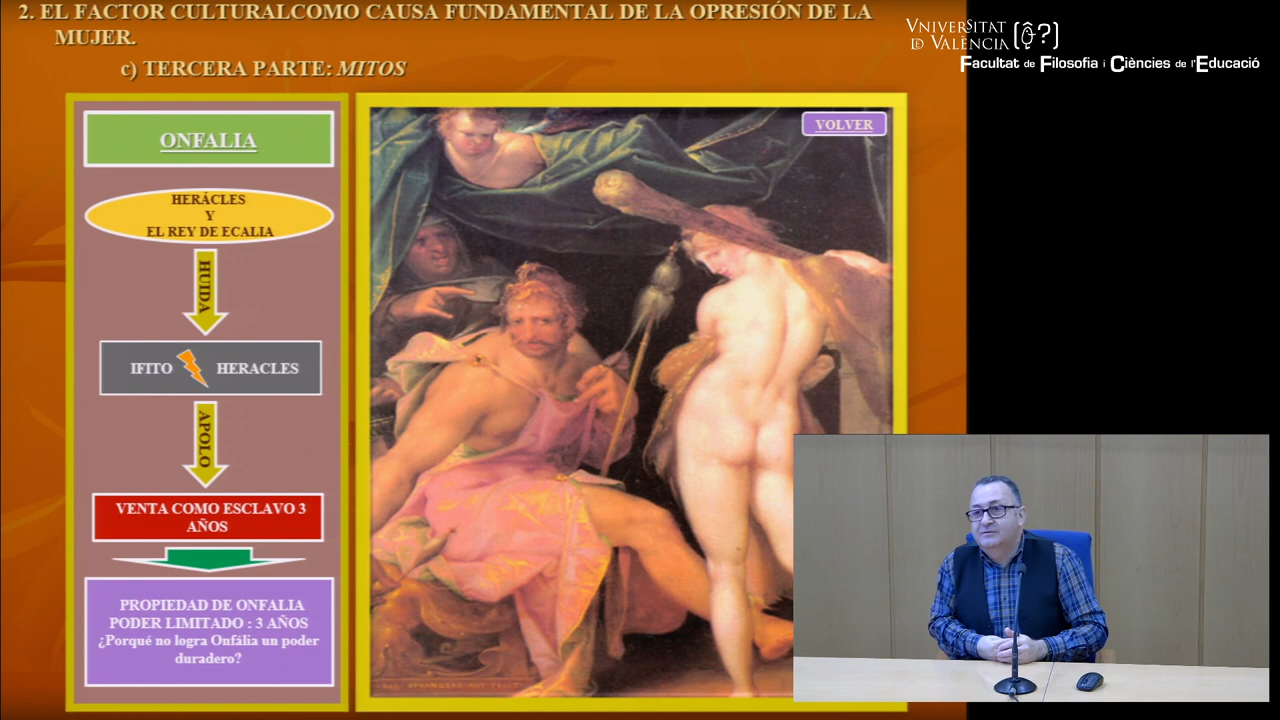 2. EL FACTOR CULTURALCOMO CAUSA FUNDAMENTAL DE LA OPRESIÓN DE LA
MUJER.
c) TERCERA PARTE: MITOS
VNIVERSITAT
DE VALÈNCIA
Facultat de Filosofia i Ciències de l'Educació
ONFALIA
HERÁCLES
Y
EL REY DE ECALIA
HUIDA
IFITO HERACLES
APOLO
VENTA COMO ESCLAVO 3
AÑOS
PROPIEDAD DE ONFALIA
PODER LIMITADO : 3 AÑOS
¿Porqué no logra Onfália un poder
duradero?
VOLVER